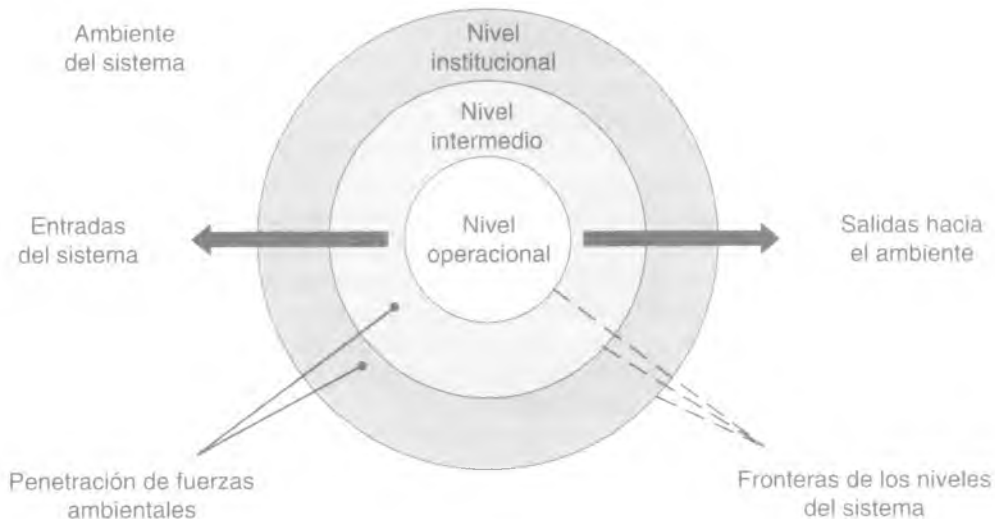 Ambiente
del sistema
Nivel
institucional
Nivel
intermedio
Entradas
del sistema
Nivel
operacional
Salidas hacia
el ambiente
Penetración de fuerzas
ambientales
Fronteras de los niveles
del sistema